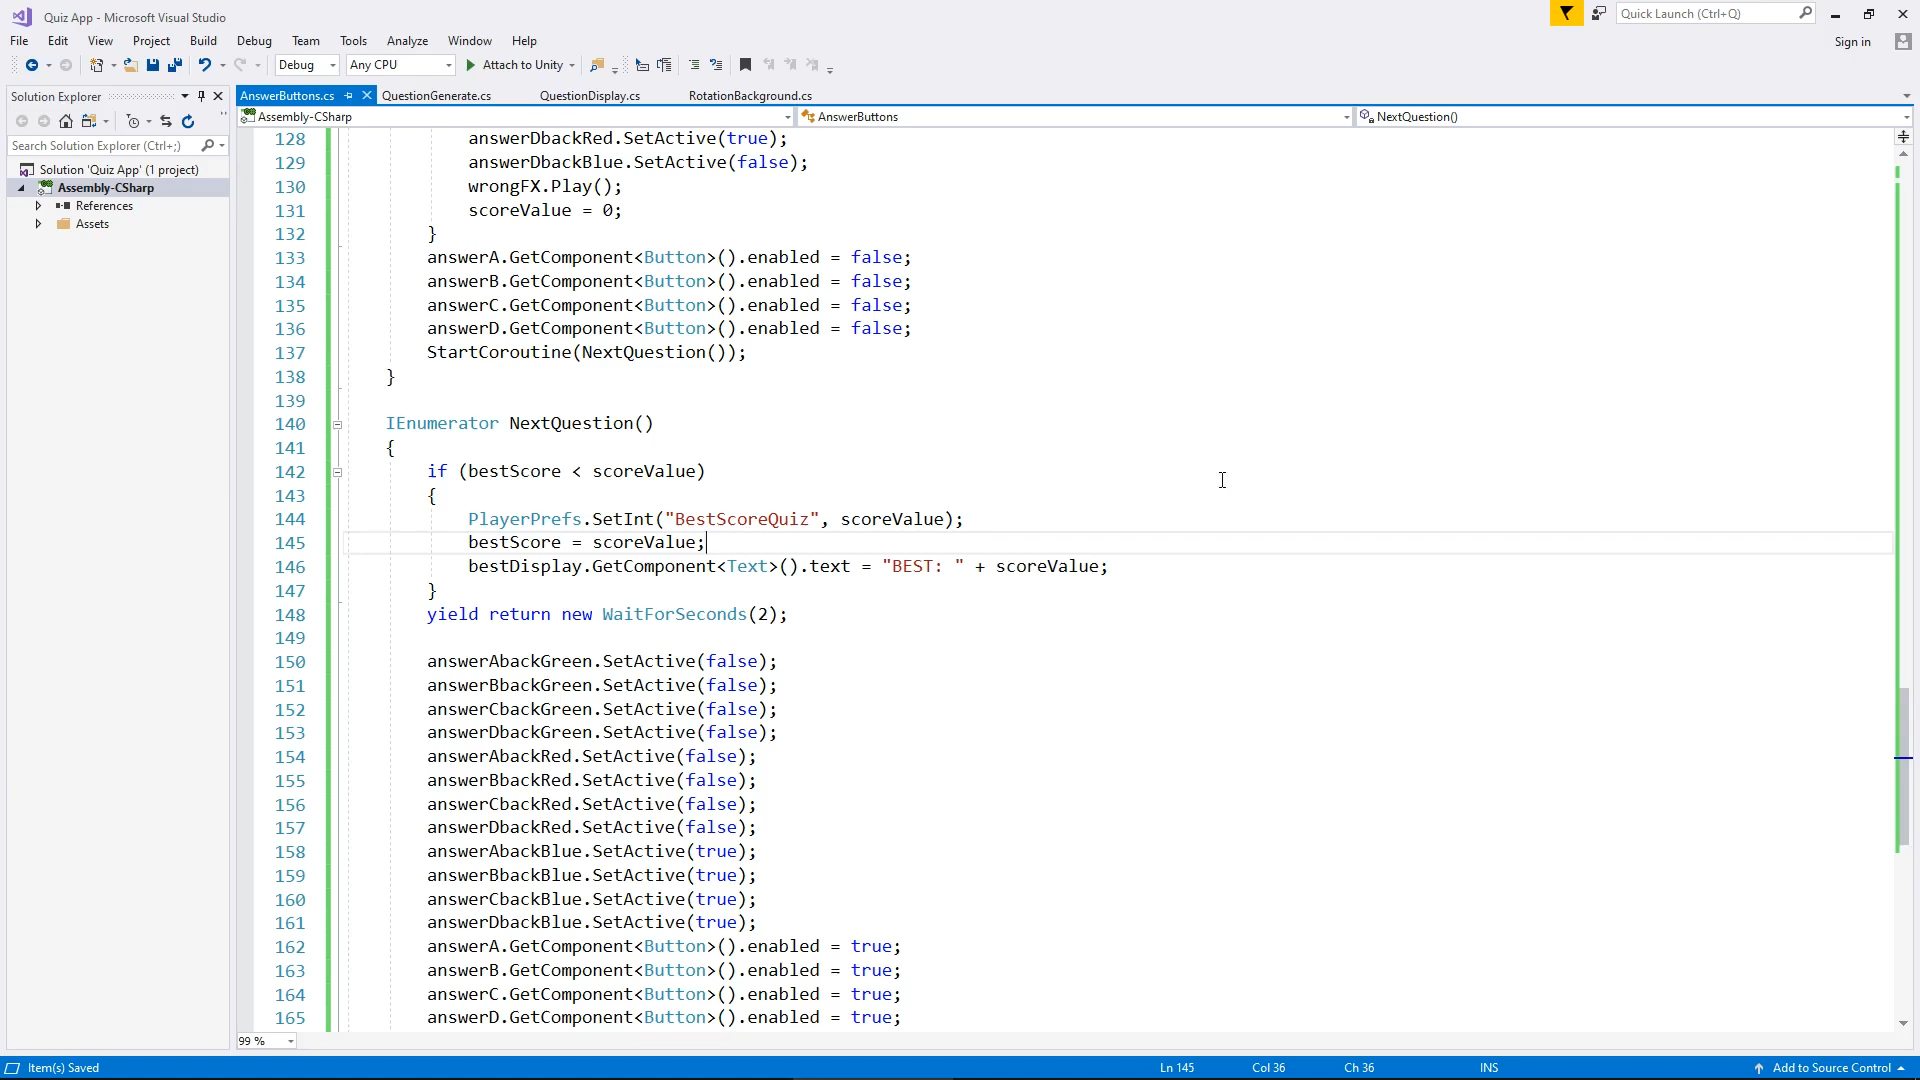 Quiz App - Microsoft Visual Studio
Quick Launch (Ctrl+Q)
File Edit View Project Build Debug Team Tools Analyze Window Help
Sign in
Debug Any CPU Attach to Unity
Solution Explorer
AnswerButtons.cs QuestionGenerate.cs QuestionDisplay.cs RotationBackground.cs
Assembly-CSharp AnswerButtons NextQuestion()
Search Solution Explorer (Ctrl+;)
Solution 'Quiz App' (1 project)
Assembly-CSharp
References
Assets
128 answerDbackRed.SetActive(true);
129 answerDbackBlue.SetActive(false);
130 wrongFX.Play();
131 scoreValue = 0;
132 }
133 answerA.GetComponent<Button>().enabled = false;
134 answerB.GetComponent<Button>().enabled = false;
135 answerC.GetComponent<Button>().enabled = false;
136 answerD.GetComponent<Button>().enabled = false;
137 StartCoroutine(NextQuestion());
138 }
139
140 IEnumerator NextQuestion()
141 {
142 if (bestScore < scoreValue)
143 {
144 PlayerPrefs.SetInt("BestScoreQuiz", scoreValue);
145 bestScore = scoreValue;
146 bestDisplay.GetComponent<Text>().text = "BEST: " + scoreValue;
147 }
148 yield return new WaitForSeconds(2);
149
150 answerAbackGreen.SetActive(false);
151 answerBbackGreen.SetActive(false);
152 answerCbackGreen.SetActive(false);
153 answerDbackGreen.SetActive(false);
154 answerAbackRed.SetActive(false);
155 answerBbackRed.SetActive(false);
156 answerCbackRed.SetActive(false);
157 answerDbackRed.SetActive(false);
158 answerAbackBlue.SetActive(true);
159 answerBbackBlue.SetActive(true);
160 answerCbackBlue.SetActive(true);
161 answerDbackBlue.SetActive(true);
162 answerA.GetComponent<Button>().enabled = true;
163 answerB.GetComponent<Button>().enabled = true;
164 answerC.GetComponent<Button>().enabled = true;
165 answerD.GetComponent<Button>().enabled = true;
99 %
Item(s) Saved Ln 145 Col 36 Ch 36 INS Add to Source Control